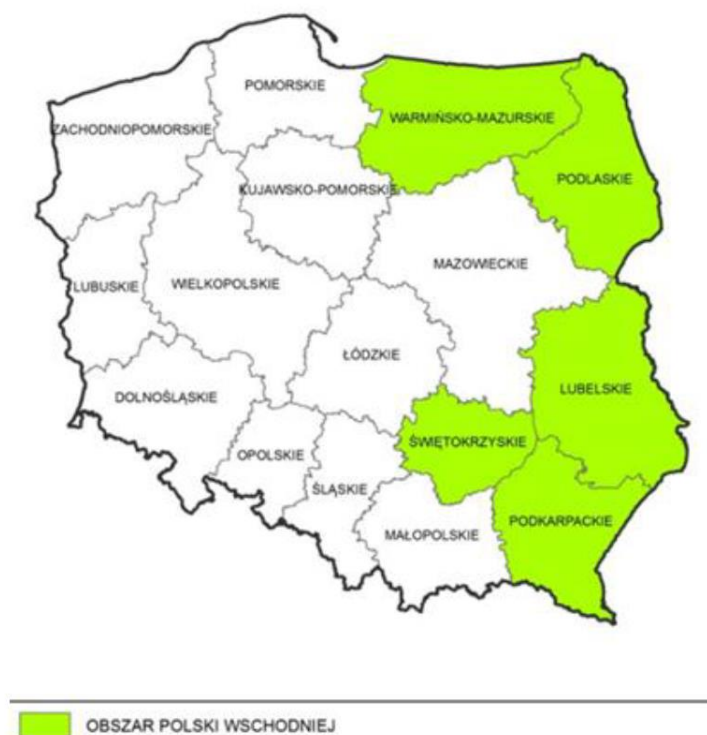 POMORSKIE
WARMIŃSKO-MAZURSKIE
ZACHODNIOPOMORSKIE
PODLASKIE
KUJAWSKO-POMORSKIE
MAZOWIECKIE
LUBUSKIE
WIELKOPOLSKIE
ŁÓDZKIE
LUBELSKIE
DOLNOŚLĄSKIE
ŚWIĘTOKRZYSKIE
OPOLSKIE
ŚLĄSKIE
PODKARPACKIE
MAŁOPOLSKIE
OBSZAR POLSKI WSCHODNIEJ